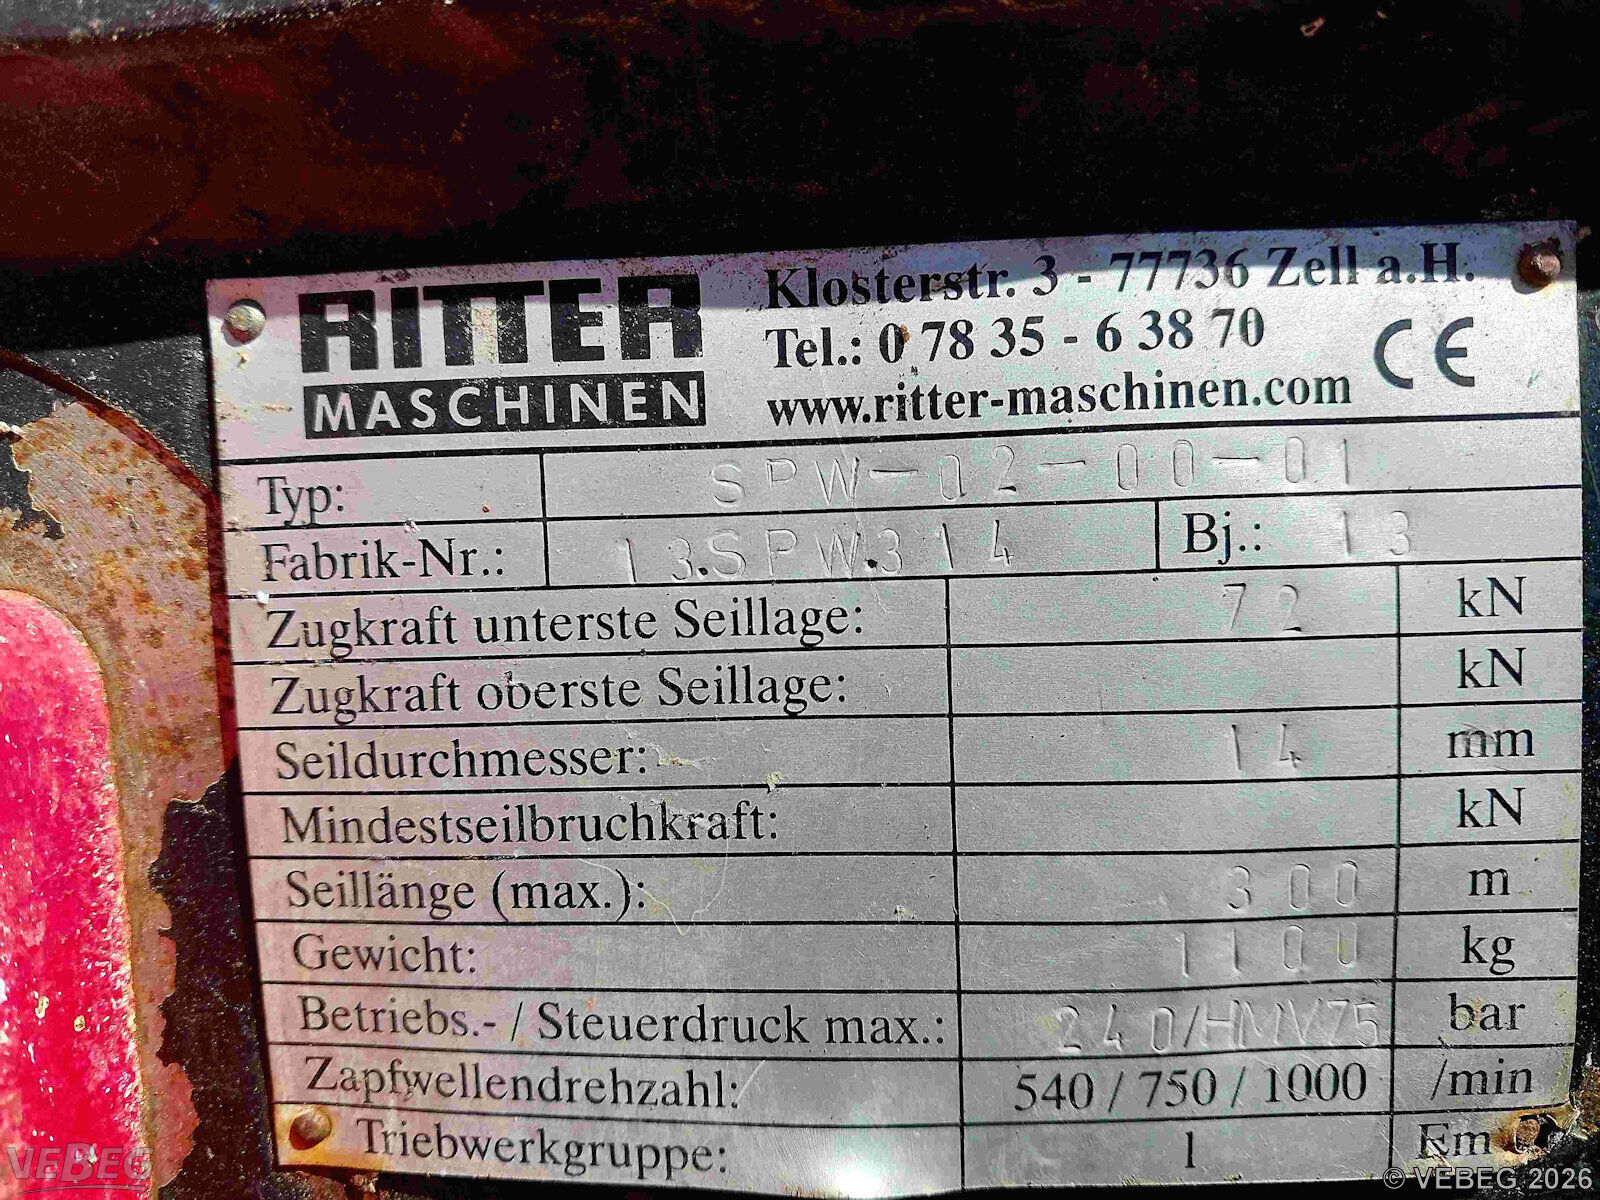 RITTER
MASCHINEN
Klosterstr. 3 - 77736 Zell a.H.
Tel.: 0 78 35 - 6 38 70
www.ritter-maschinen.com
CE
Typ: SPW-02-00-01
Fabrik-Nr.: 13.SPW.314 Bj.: 13
Zugkraft unterste Seillage: 72 kN
Zugkraft oberste Seillage: kN
Seildurchmesser: 14 mm
Mindestseilbruchkraft: kN
Seillänge (max.): 300 m
Gewicht: 1100 kg
Betriebs.- / Steuerdruck max.: 240/HMV75 bar
Zapfwellendrehzahl: 540 / 750 / 1000 /min
Triebwerkgruppe: 1 Em
VEBEG
© VEBEG 2026